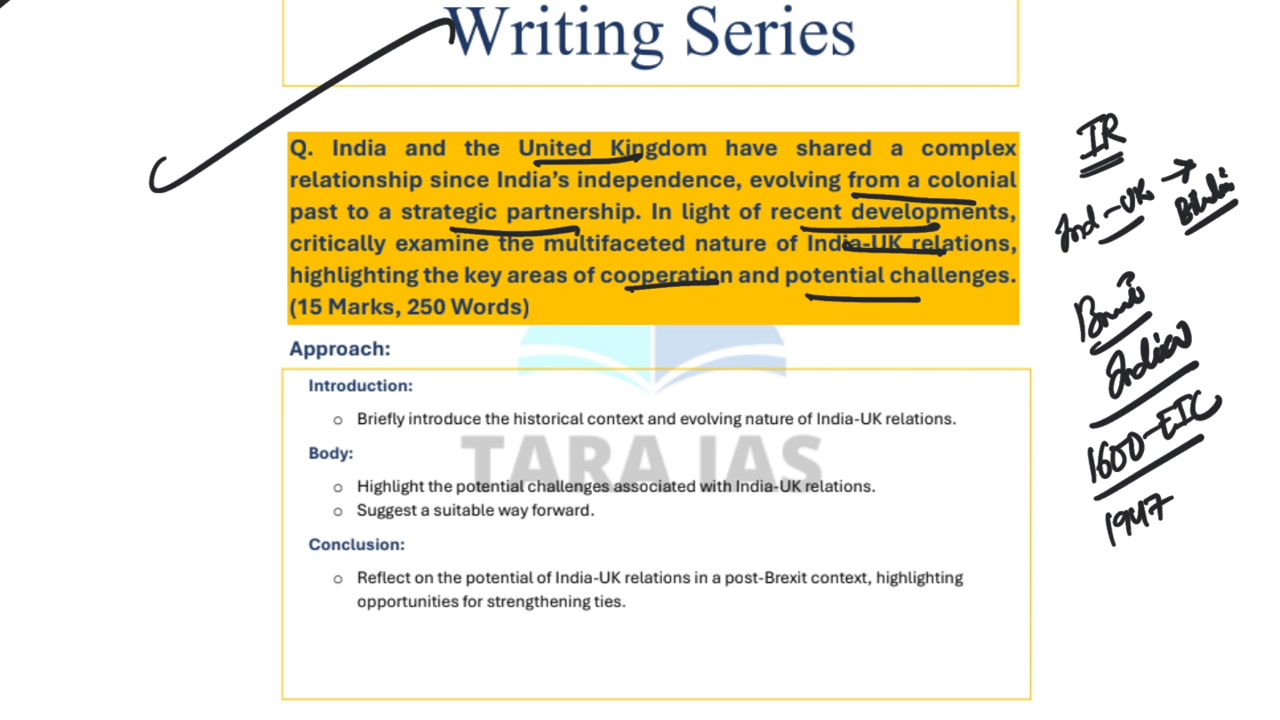 Writing Series
Q. India and the United Kingdom have shared a complex
relationship since India's independence, evolving from a colonial
past to a strategic partnership. In light of recent developments,
critically examine the multifaceted nature of India-UK relations,
highlighting the key areas of cooperation and potential challenges.
(15 Marks, 250 Words)
Approach:
Introduction:
o Briefly introduce the historical context and evolving nature of India-UK relations.
Body:
TARA IAS
o Highlight the potential challenges associated with India-UK relations.
o Suggest a suitable way forward.
Conclusion:
o Reflect on the potential of India-UK relations in a post-Brexit context, highlighting
opportunities for strengthening ties.
IR
Ind-UK →
1600-EIC
1947